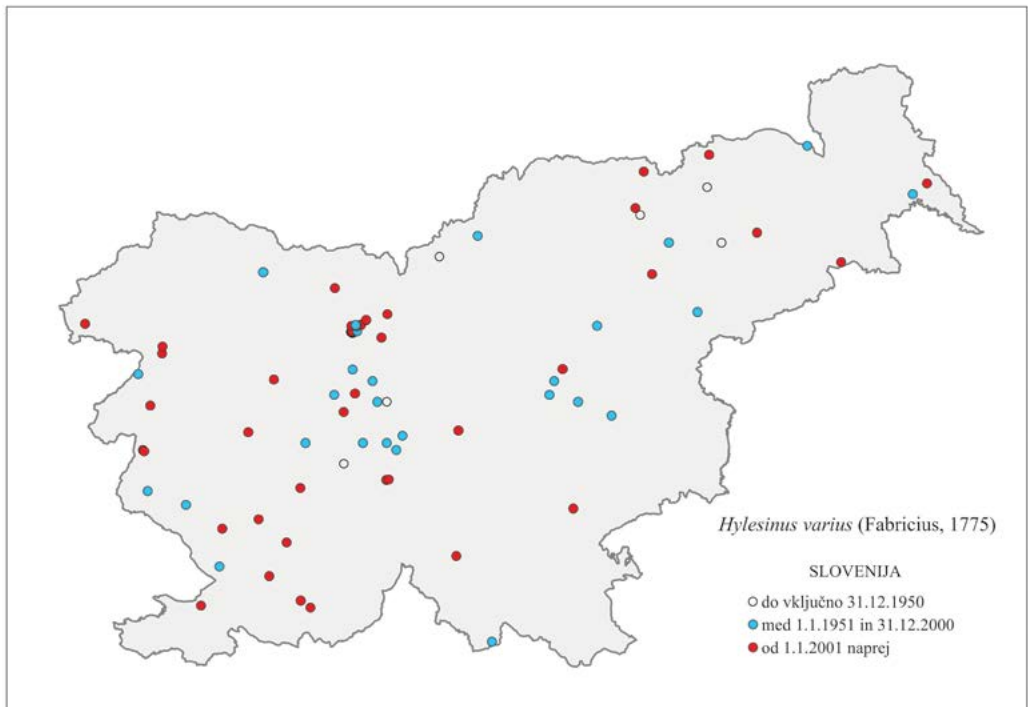 Hylesinus varius (Fabricius, 1775)
SLOVENIJA
do vključno 31.12.1950
med 1.1.1951 in 31.12.2000
od 1.1.2001 naprej